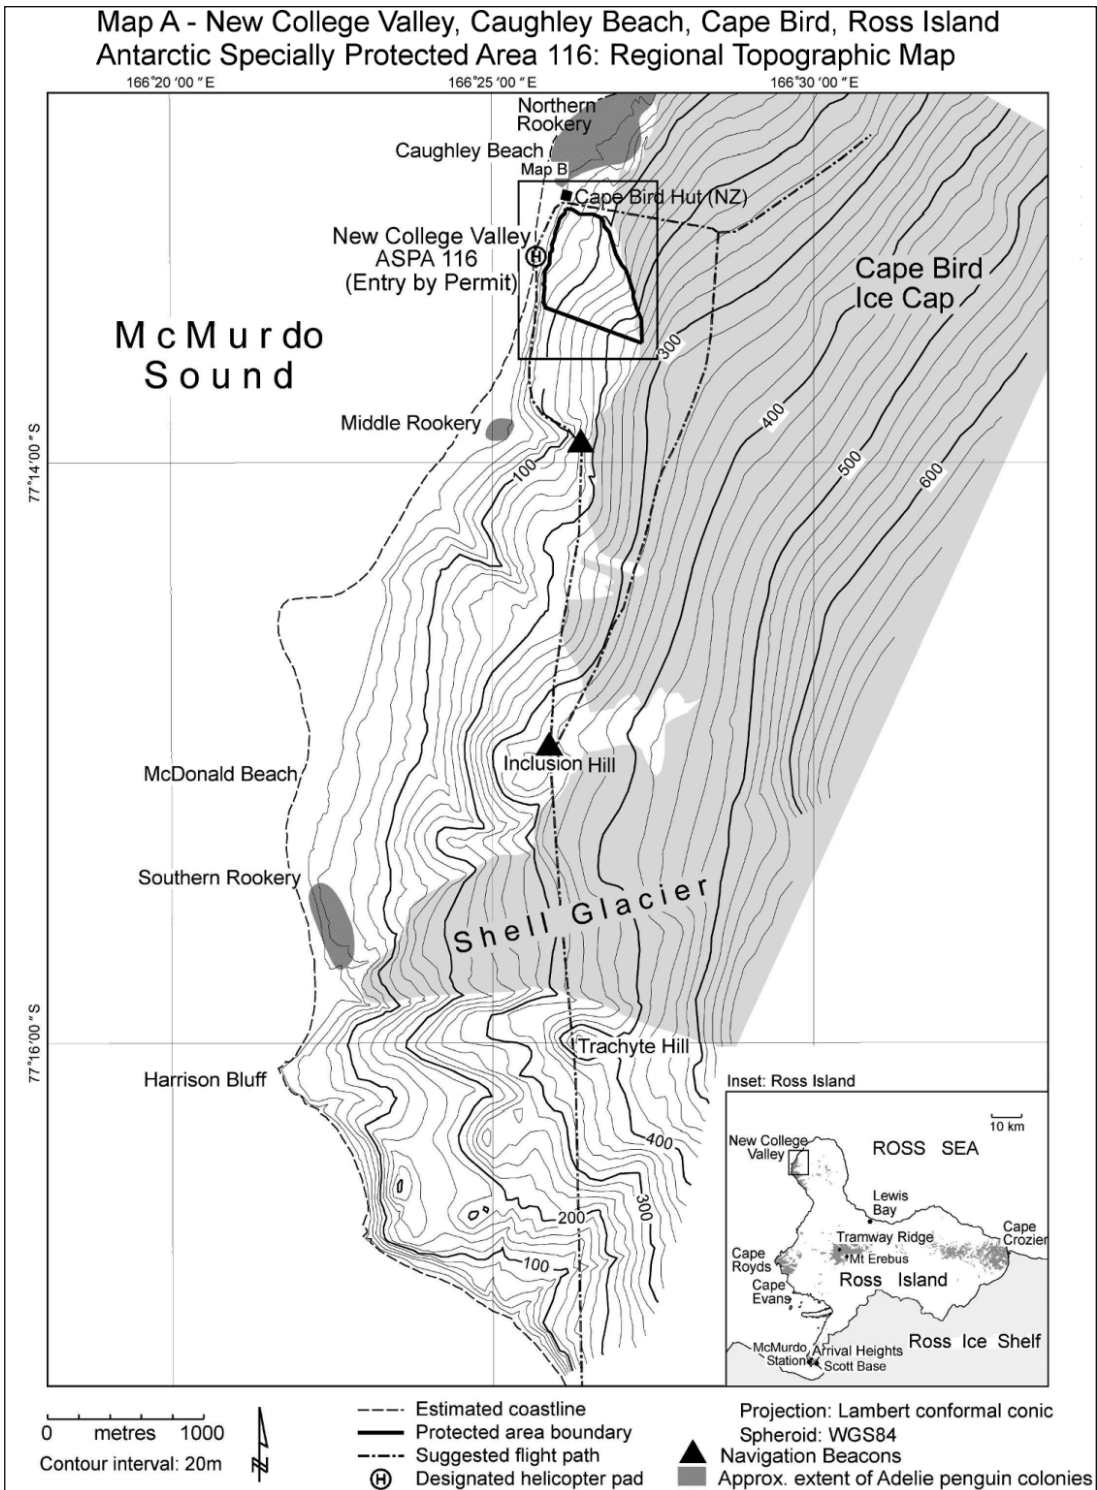 Map A - New College Valley, Caughley Beach, Cape Bird, Ross Island
Antarctic Specially Protected Area 116: Regional Topographic Map
166°20'00"E
166°25'00"E
166°30'00"E
Northern
Rookery
Caughley Beach
Map B
Cape Bird Hut (NZ)
New College Valley
ASPA 116
(Entry by Permit)
H
Cape Bird
Ice Cap
McMurdo
Sound
300
400
500
600
Middle Rookery
77°14'00"S
100
Inclusion Hill
McDonald Beach
Southern Rookery
Shell Glacier
77°16'00"S
Trachyte Hill
Harrison Bluff
400
300
200
100
Inset: Ross Island
10 km
New College
Valley
ROSS SEA
Lewis
Bay
Cape
Crozier
Tramway Ridge
Mt Erebus
Cape
Royds
Ross Island
Cape
Evans
Ross Ice Shelf
McMurdo
Station
Arrival Heights
Scott Base
0 metres 1000
Contour interval: 20m
N
Estimated coastline
Protected area boundary
Suggested flight path
H Designated helicopter pad
Projection: Lambert conformal conic
Spheroid: WGS84
Navigation Beacons
Approx. extent of Adelie penguin colonies